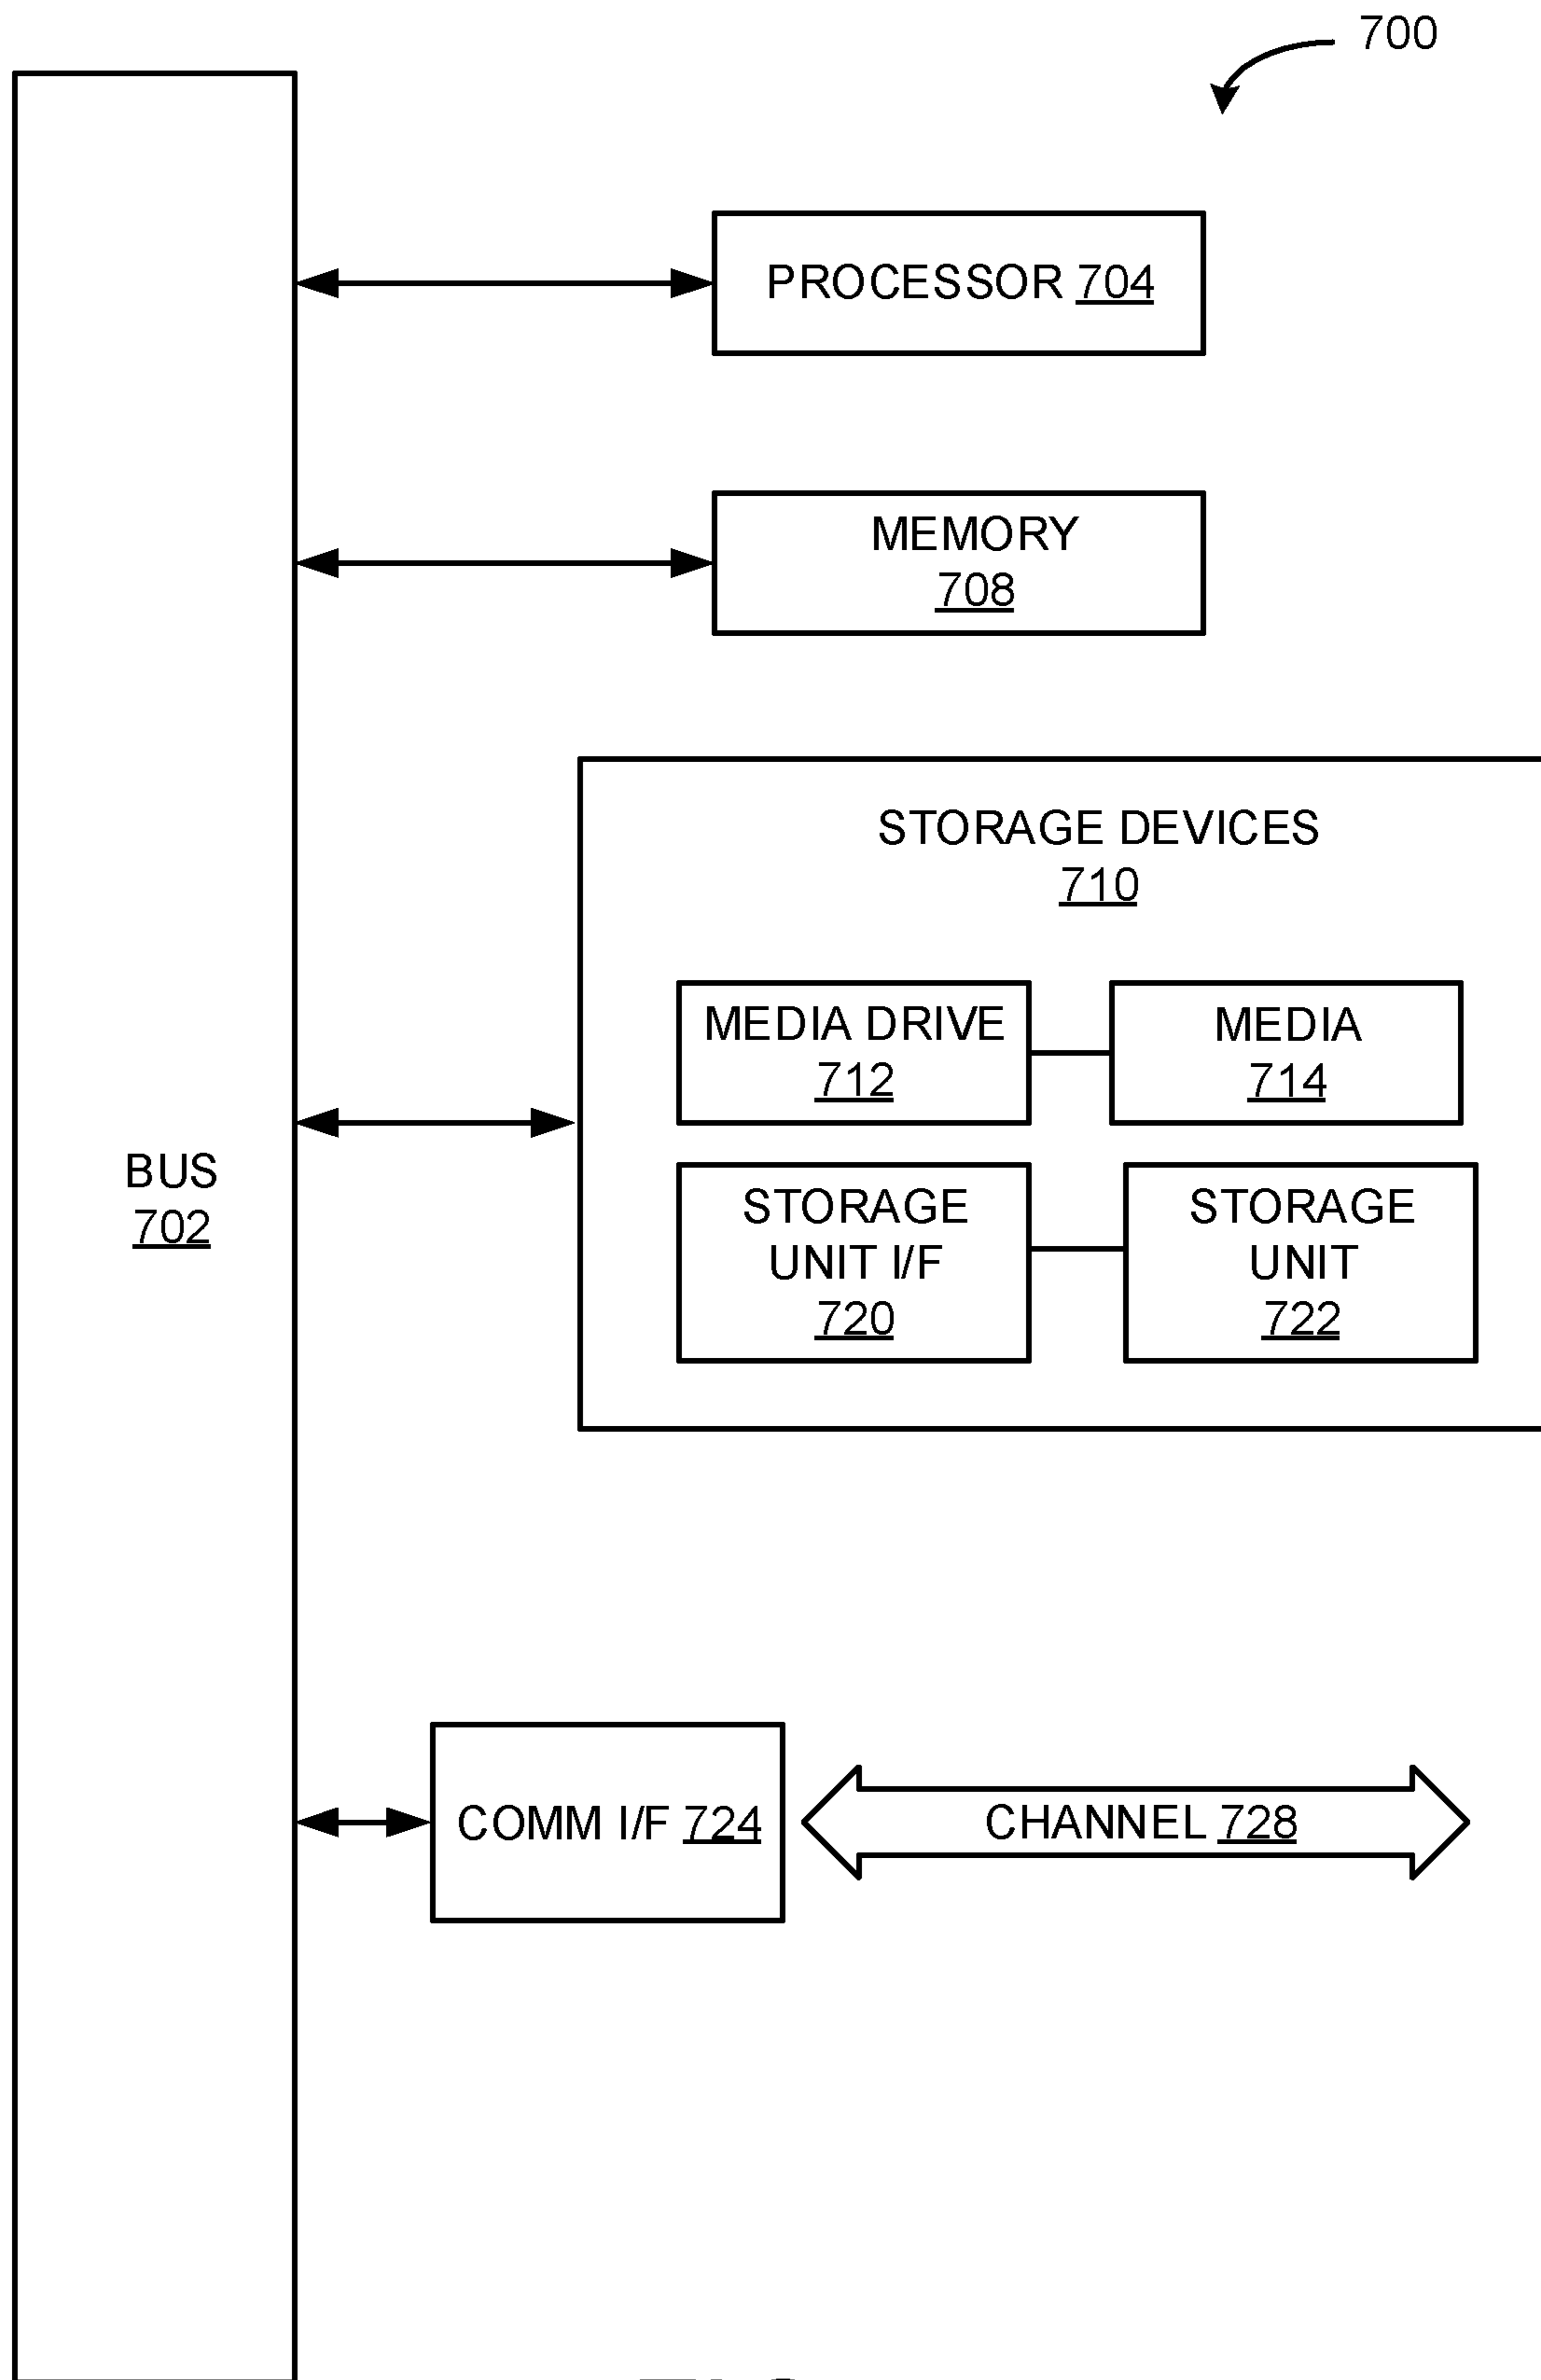 700
PROCESSOR 704
MEMORY
708
STORAGE DEVICES
710
MEDIA DRIVE
712
MEDIA
714
BUS
702
STORAGE
UNIT I/F
720
STORAGE
UNIT
722
COMM I/F 724
CHANNEL 728